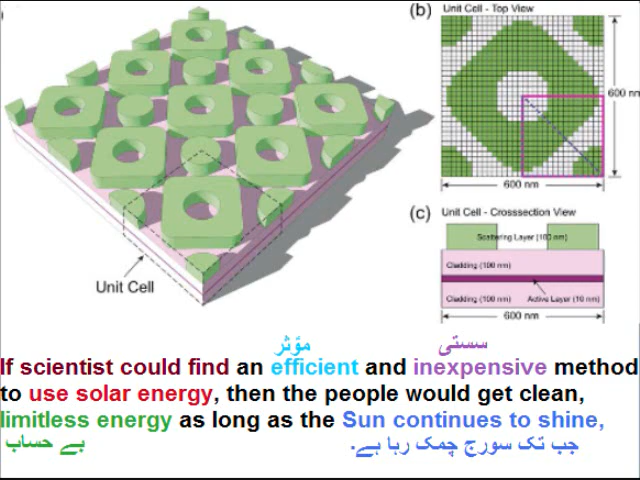 (b) Unit Cell - Top View
600 nm
600 nm
(c) Unit Cell - Crosssection View
Scattering Layer (100 nm)
Cladding (100 nm)
Cladding (100 nm) Active Layer (10 nm)
600 nm
Unit Cell
مؤثر سستی
If scientist could find an efficient and inexpensive method
to use solar energy, then the people would get clean,
limitless energy as long as the Sun continues to shine,
بے حساب جب تک سورج چمک رہا ہے۔